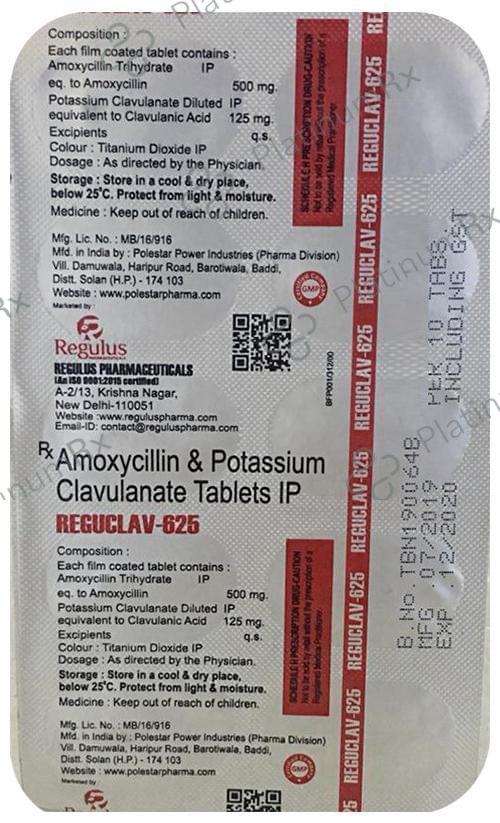 REGUCLAV-625
Composition :
Each film coated tablet contains :
Amoxycillin Trihydrate IP
eq. to Amoxycillin 500 mg.
Potassium Clavulanate Diluted IP
equivalent to Clavulanic Acid 125 mg.
Excipients q.s.
Colour : Titanium Dioxide IP
Dosage : As directed by the Physician.
Storage : Store in a cool & dry place,
below 25°C. Protect from light & moisture.
Medicine : Keep out of reach of children.
SCHEDULE H PRESCRIPTION DRUG-CAUTION
Not to be sold by retail without the prescription of a
Registered Medical Practitioner.
Mfg. Lic. No. : MB/16/916
Mfd. in India by : Polestar Power Industries (Pharma Division)
Vill. Damuwala, Haripur Road, Barotiwala, Baddi,
Distt. Solan (H.P.) - 174 103
Website : www.polestarpharma.com
GMP
Marketed by :
Regulus
PHARMACEUTICALS
REGULUS PHARMACEUTICALS
(An ISO 9001:2015 certified)
A-2/13, Krishna Nagar,
New Delhi-110051
Website :www.reguluspharma.com
Email-ID: contact@reguluspharma.com
BFP001/312/00
Rx Amoxycillin & Potassium
Clavulanate Tablets IP
REGUCLAV-625
Composition :
Each film coated tablet contains :
Amoxycillin Trihydrate IP
eq. to Amoxycillin 500 mg.
Potassium Clavulanate Diluted IP
equivalent to Clavulanic Acid 125 mg.
Excipients q.s.
Colour : Titanium Dioxide IP
Dosage : As directed by the Physician.
Storage : Store in a cool & dry place,
below 25°C. Protect from light & moisture.
Medicine : Keep out of reach of children.
SCHEDULE H PRESCRIPTION DRUG-CAUTION
Not to be sold by retail without the prescription of a
Registered Medical Practitioner.
Mfg. Lic. No. : MB/16/916
Mfd. in India by : Polestar Power Industries (Pharma Division)
Vill. Damuwala, Haripur Road, Barotiwala, Baddi,
Distt. Solan (H.P.) - 174 103
Website : www.polestarpharma.com
GMP
Marketed by :
REGUCLAV-625
REGUCLAV-625
REGUCLAV-625
REGUCLAV-625
REGUCLAV-625
REGUCLAV-625
PER 10 TABS.
INCLUDING GST
B.No.TBN190064B
MFG .07/2019
EXP .12/2020
PlatinumRx